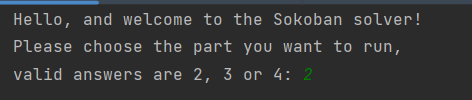 Hello, and welcome to the Sokoban solver!
Please choose the part you want to run,
valid answers are 2, 3 or 4: 2